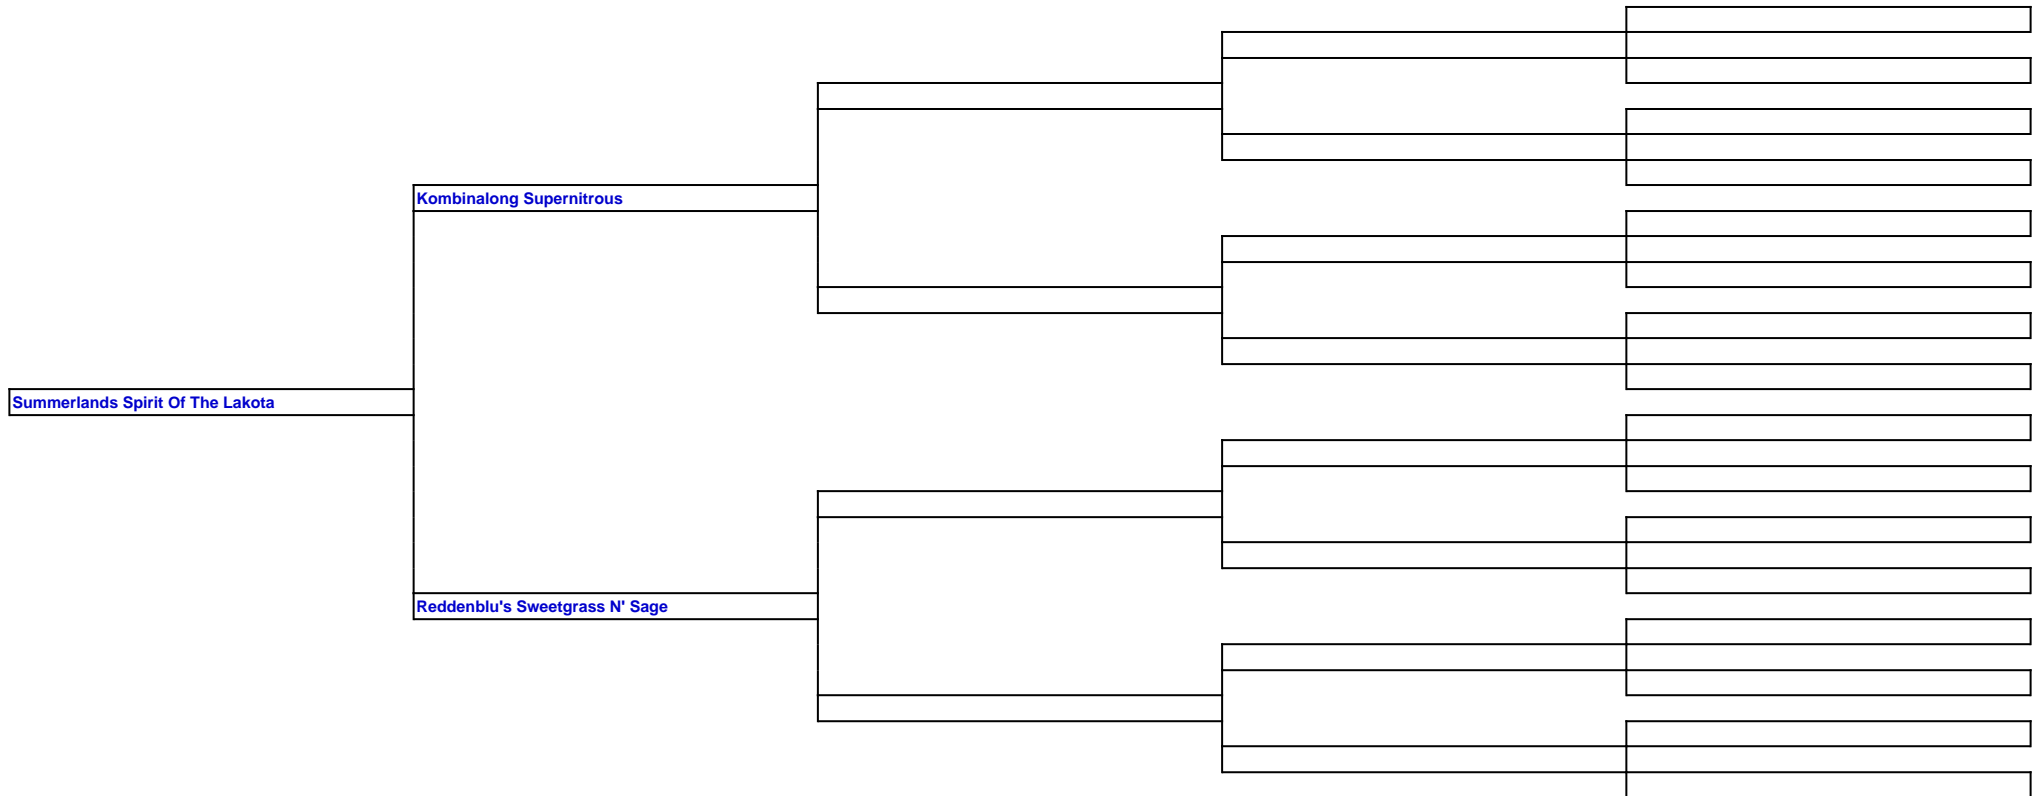 Kombinalong Supernitrous
Summerlands Spirit Of The Lakota
Reddenblu's Sweetgrass N' Sage